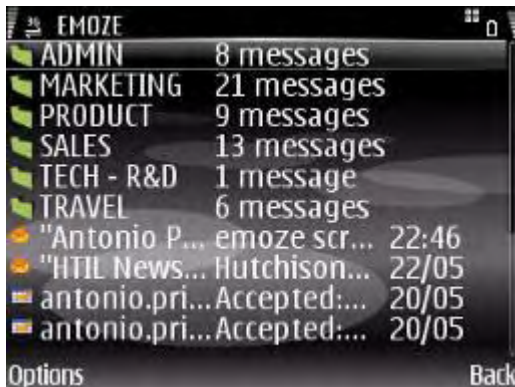 EMOZE
ADMIN 8 messages
MARKETING 21 messages
PRODUCT 9 messages
SALES 13 messages
TECH - R&D 1 message
TRAVEL 6 messages
"Antonio P... emoze scr... 22:46
"HTIL News... Hutchison... 22/05
antonio.pri... Accepted:... 20/05
antonio.pri... Accepted:... 20/05
Options Back